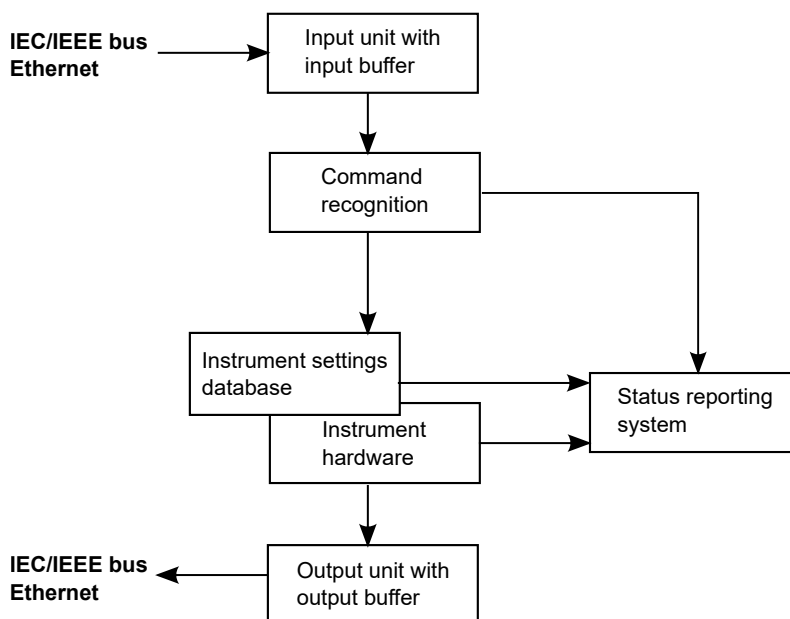 IEC/IEEE bus
Ethernet
Input unit with
input buffer
Command
recognition
Instrument settings
database
Status reporting
system
Instrument
hardware
IEC/IEEE bus
Ethernet
Output unit with
output buffer